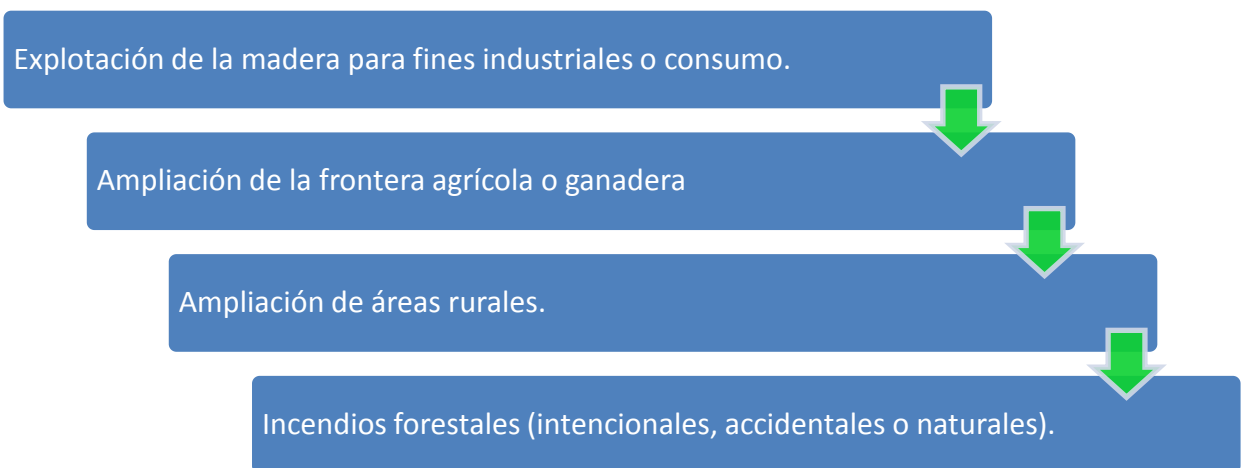 Explotación de la madera para fines industriales o consumo.
Ampliación de la frontera agrícola o ganadera
Ampliación de áreas rurales.
Incendios forestales (intencionales, accidentales o naturales).